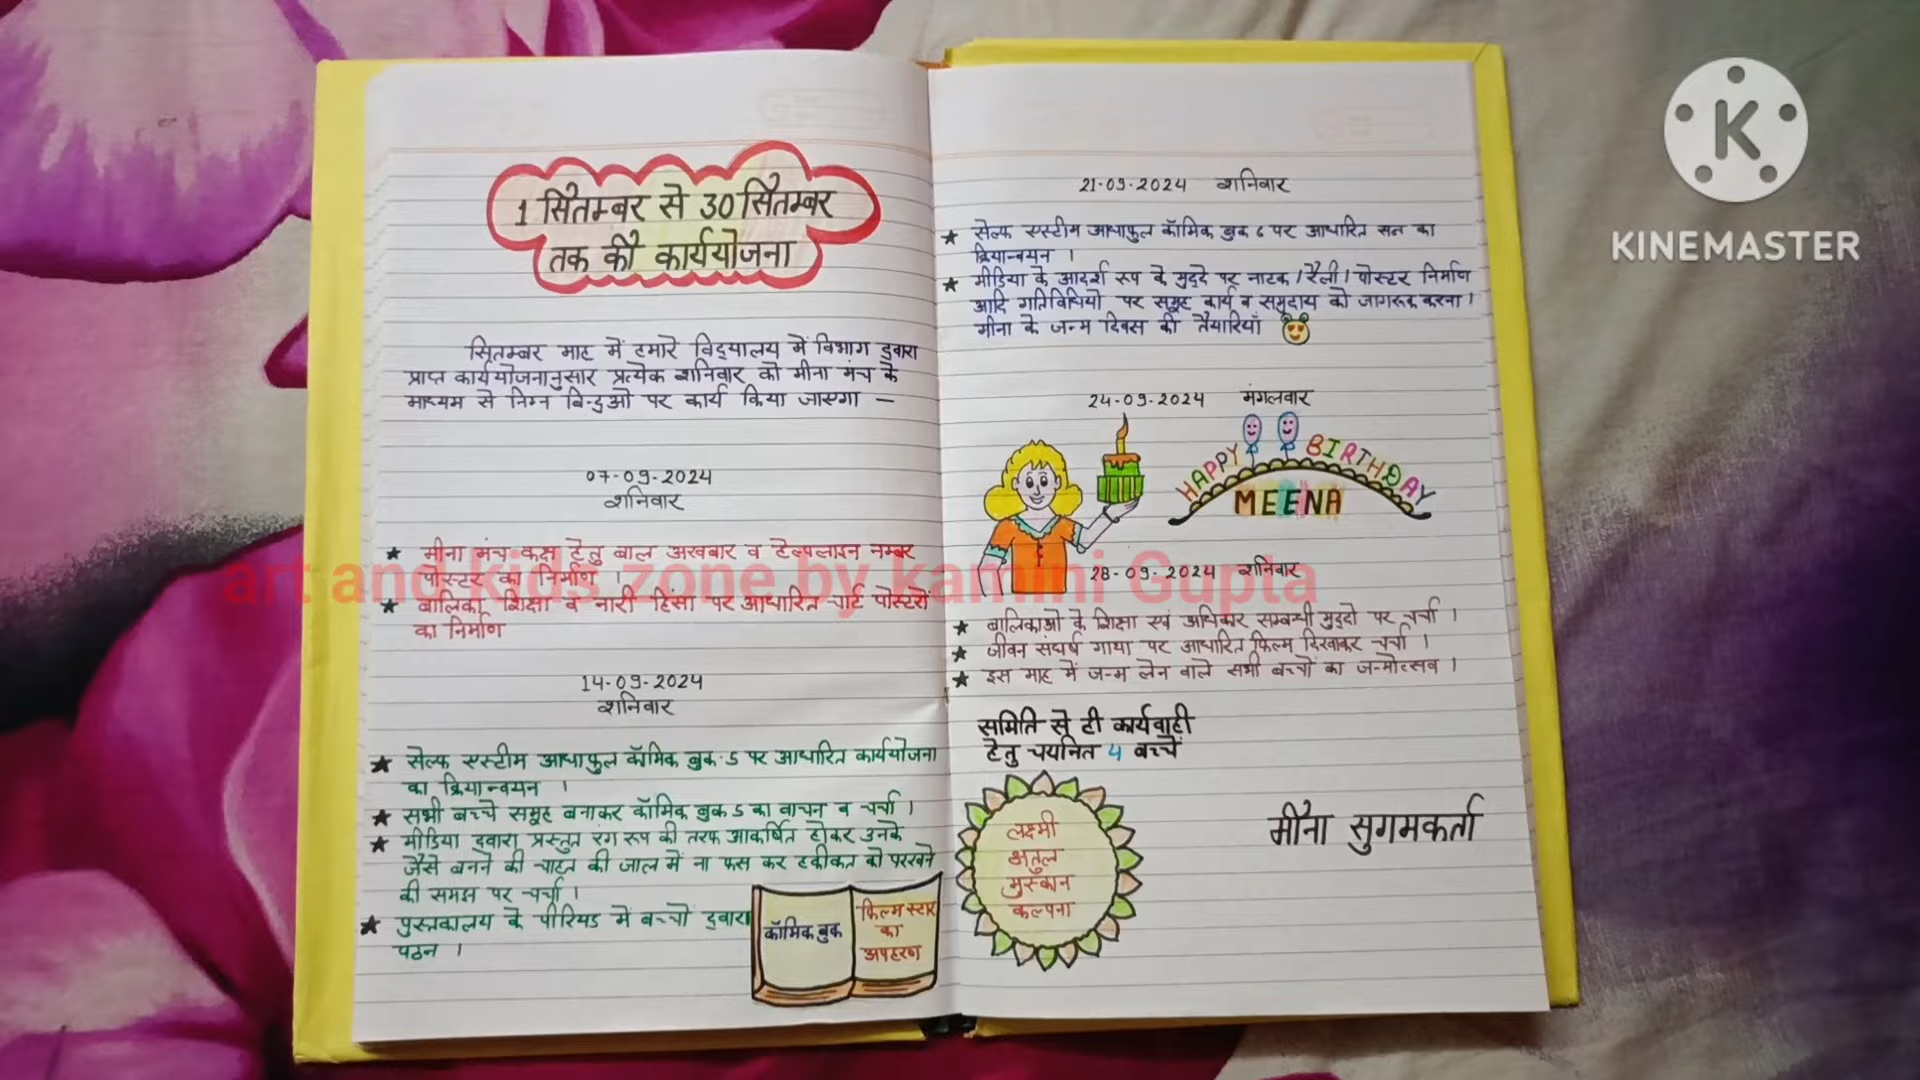 1 सितम्बर से 30 सितम्बर
तक की कार्ययोजना
सितम्बर माह में हमारे विद्यालय में विभाग द्वारा
प्राप्त कार्ययोजनानुसार प्रत्येक शनिवार को मीना मंच के
माध्यम से निम्न बिन्दुओ पर कार्य किया जाएगा –
07-09-2024
शनिवार
★ मीना मंच कक्ष हेतु बाल अखबार व हेल्पलाइन नम्बर
पोस्टर का निर्माण ।
★ बालिका शिक्षा व नारी हिंसा पर आधारित चार्ट पोस्टरों
का निर्माण
14-09-2024
शनिवार
★ सेल्फ एस्टीम आधाफुल कॉमिक बुक-5 पर आधारित कार्ययोजना
का क्रियान्वयन ।
★ सभी बच्चे समूह बनाकर कॉमिक बुक 5 का वाचन व चर्चा ।
★ मीडिया द्वारा प्रस्तुत रंग रूप की तरफ आकर्षित होकर उनके
जैसे बनने की चाहत की जाल में ना फस कर हकीकत को परखने
की समझ पर चर्चा ।
★ पुस्तकालय के पीरियड में बच्चों द्वारा
पठन ।
कॉमिक बुक
फिल्म स्टार
का
अपहरण
21-09-2024 शनिवार
★ सेल्फ एस्टीम आधाफुल कॉमिक बुक 6 पर आधारित सत्र का
क्रियान्वयन ।
★ मीडिया के आदर्श रूप के मुद्दे पर नाटक / रैली / पोस्टर निर्माण
आदि गतिविधियो पर समूह कार्य व समुदाय को जागरूक करना ।
मीना के जन्म दिवस की तैयारियाँ
24-09-2024 मंगलवार
HAPPY BIRTHDAY
MEENA
28-09-2024 शनिवार
★ बालिकाओ के शिक्षा एवं अधिकार सम्बन्धी मुद्दो पर चर्चा ।
★ जीवन संघर्ष गाथा पर आधारित फिल्म दिखाकर चर्चा ।
★ इस माह में जन्म लेने वाले सभी बच्चों का जन्मोत्सव ।
समिति से ही कार्यवाही
हेतु चयनित 4 बच्चें
लक्ष्मी
अतुल
मुस्कान
कल्पना
मीना सुगमकर्ता
art and kids zone by kamini Gupta
K
KINEMASTER